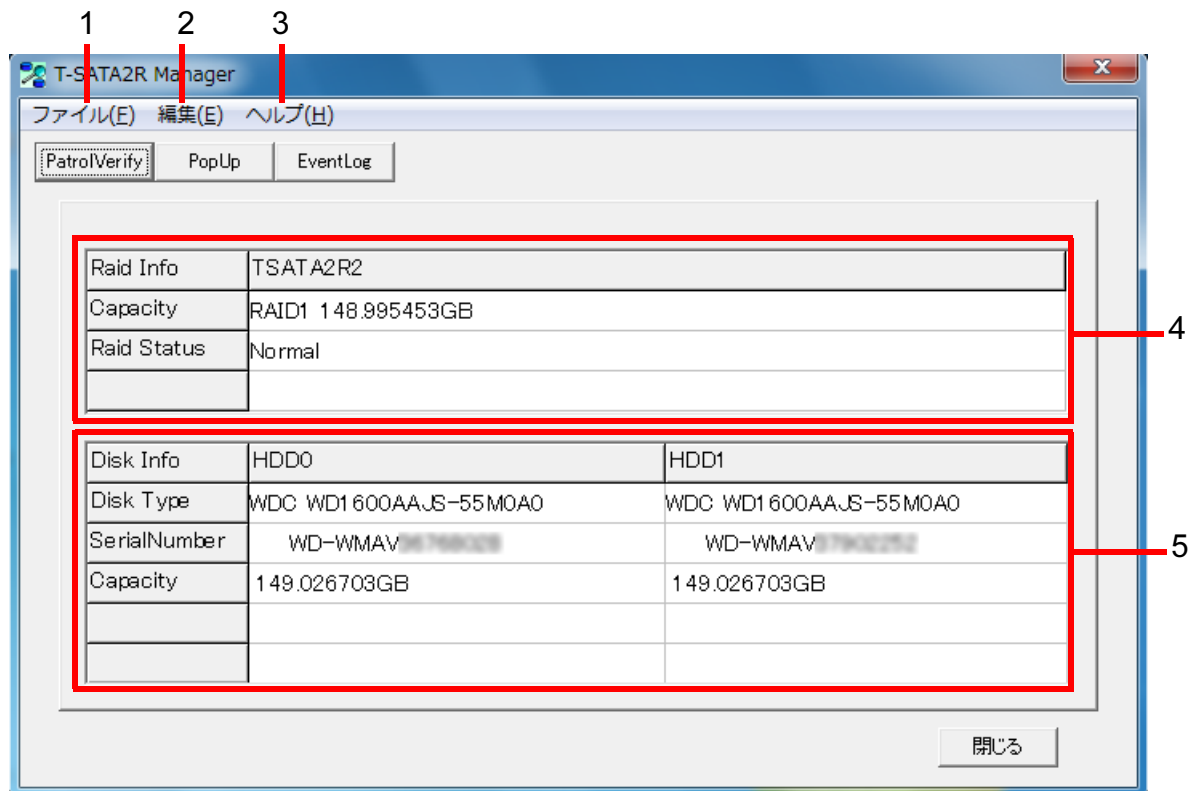 1 2 3
T-SATA2R Manager
ファイル(F) 編集(E) ヘルプ(H)
PatrolVerify PopUp EventLog
Raid Info TSATA2R2
Capacity RAID1 148.995453GB
Raid Status Normal
4
Disk Info HDD0 HDD1
Disk Type WDC WD1600AAJS-55M0A0 WDC WD1600AAJS-55M0A0
SerialNumber WD-WMAV WD-WMAV
5
Capacity 149.026703GB 149.026703GB
閉じる